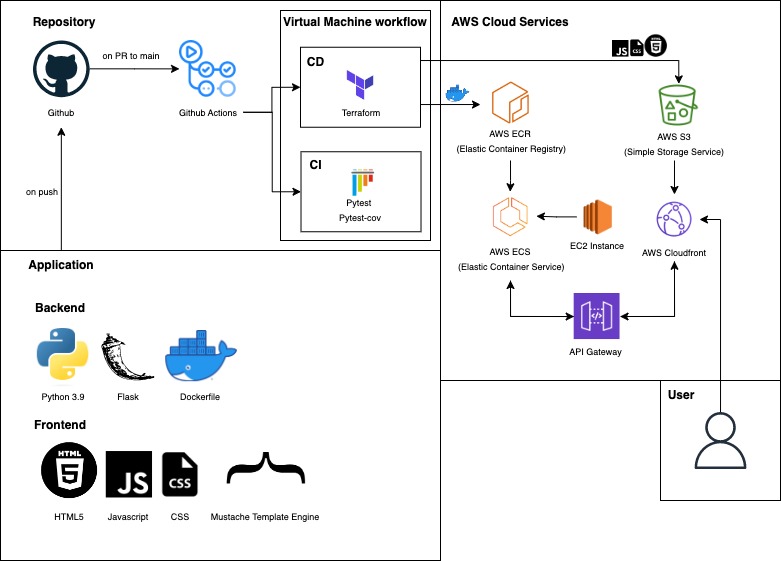 Repository
on PR to main
Github
Github Actions
on push
Virtual Machine workflow
CD
Terraform
CI
Pytest
Pytest-cov
AWS Cloud Services
JS
CSS
HTML
5
AWS ECR
(Elastic Container Registry)
AWS S3
(Simple Storage Service)
AWS ECS
(Elastic Container Service)
EC2 Instance
AWS Cloudfront
</>
API Gateway
User
Application
Backend
Python 3.9
Flask
Dockerfile
Frontend
HTML
5
JS
CSS
HTML5
Javascript
CSS
Mustache Template Engine